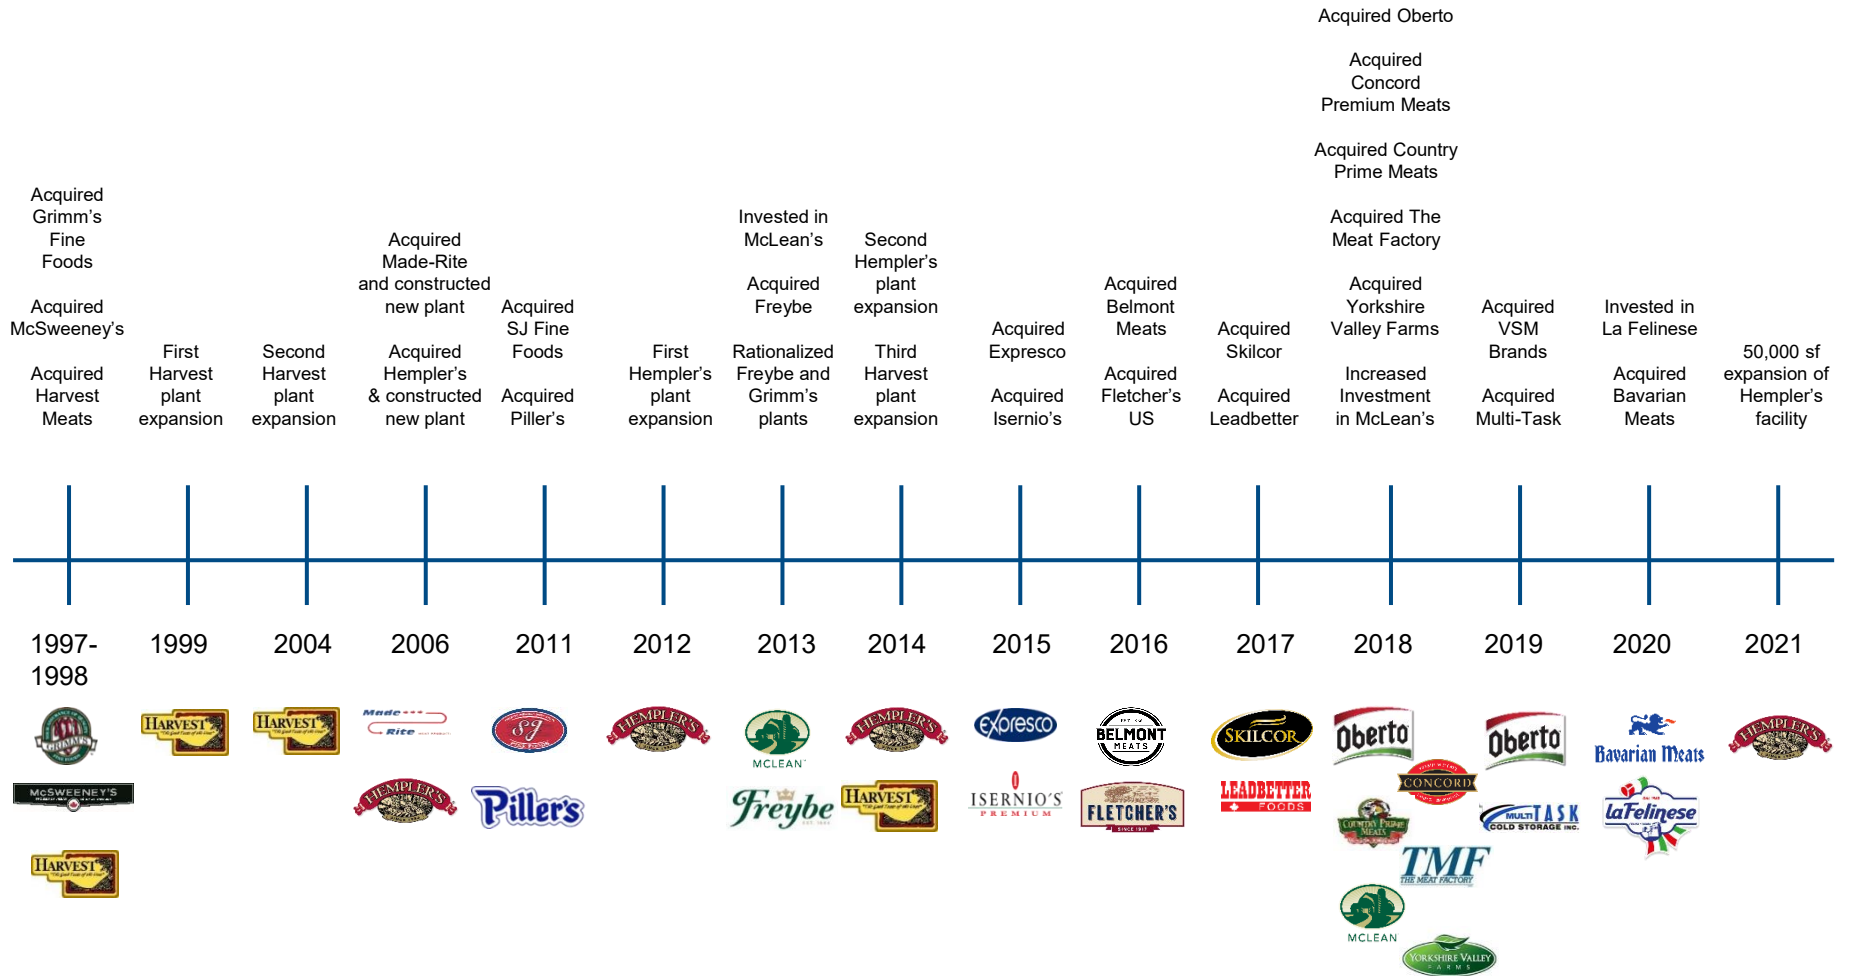 Acquired
Grimm's
Fine
Foods
Acquired
McSweeney's
Acquired
Harvest
Meats
First
Harvest
plant
expansion
Second
Harvest
plant
expansion
Acquired
Made-Rite
and constructed
new plant
Acquired
Hempler's
& constructed
new plant
Acquired
SJ Fine
Foods
Acquired
Piller's
First
Hempler's
plant
expansion
Invested in
McLean's
Acquired
Freybe
Rationalized
Freybe and
Grimm's
plants
Second
Hempler's
plant
expansion
Third
Harvest
plant
expansion
Acquired
Expresco
Acquired
Isernio's
Acquired
Belmont
Meats
Acquired
Fletcher's
US
Acquired
Skilcor
Acquired
Leadbetter
Acquired Oberto
Acquired
Concord
Premium Meats
Acquired Country
Prime Meats
Acquired The
Meat Factory
Acquired
Yorkshire
Valley Farms
Increased
Investment
in McLean's
Acquired
VSM
Brands
Acquired
Multi-Task
Invested in
La Felinese
Acquired
Bavarian
Meats
50,000 sf
expansion of
Hempler's
facility
1997-
1998
1999
2004
2006
2011
2012
2013
2014
2015
2016
2017
2018
2019
2020
2021
GRIMM'S
McSWEENEY'S
HARVEST
HARVEST
HARVEST
Made
Rite
HEMPLER'S
SJ
Piller's
HEMPLER'S
MCLEAN
Freybe
HEMPLER'S
HARVEST
Expresco
ISERNIO'S
PREMIUM
BELMONT
MEATS
FLETCHER'S
SINCE 1917
SKILCOR
LEADBETTER
FOODS
Oberto
CONCORD
COUNTRY PRIME
MEATS
TMF
THE MEAT FACTORY
MCLEAN
YORKSHIRE VALLEY
FARMS
Oberto
MULTI TASK
COLD STORAGE INC.
Bavarian Meats
laFelinese
HEMPLER'S